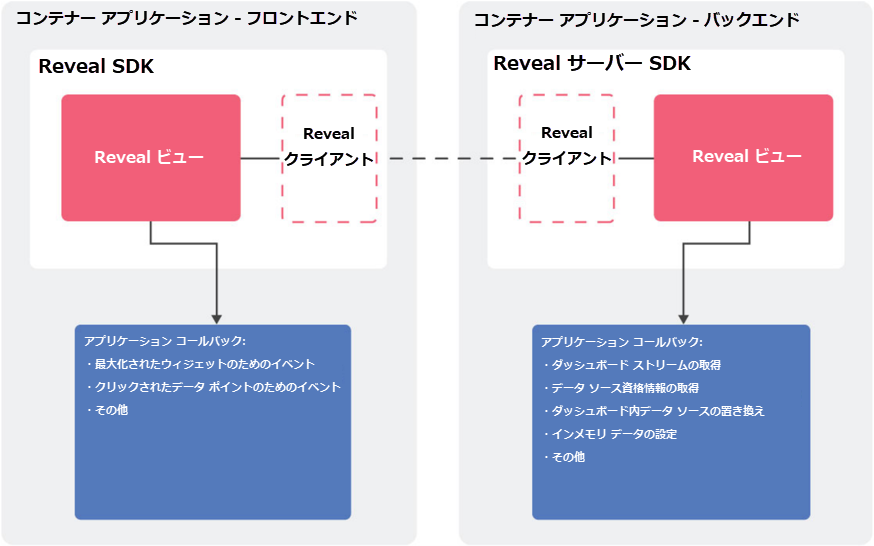 コンテナー アプリケーション - フロントエンド
Reveal SDK
Reveal ビュー
Reveal
クライアント
アプリケーション コールバック:
・最大化されたウィジェットのためのイベント
・クリックされたデータ ポイントのためのイベント
・その他
コンテナー アプリケーション - バックエンド
Reveal サーバー SDK
Reveal
クライアント
Reveal ビュー
アプリケーション コールバック:
・ダッシュボード ストリームの取得
・データ ソース資格情報の取得
・ダッシュボード内データ ソースの置き換え
・インメモリ データの設定
・その他